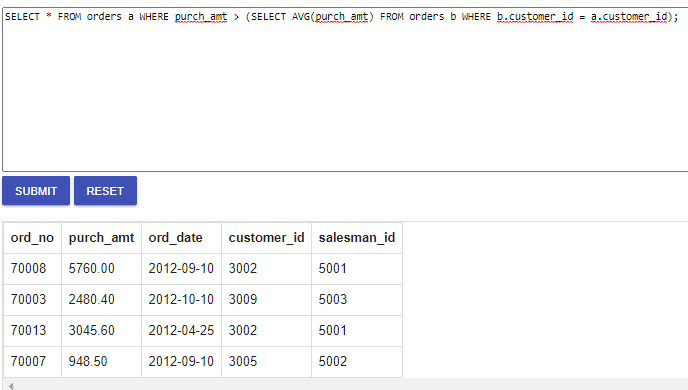 SELECT * FROM orders a WHERE purch_amt > (SELECT AVG(purch_amt) FROM orders b WHERE b.customer_id = a.customer_id);
SUBMIT RESET
ord_no purch_amt ord_date customer_id salesman_id
70008 5760.00 2012-09-10 3002 5001
70003 2480.40 2012-10-10 3009 5003
70013 3045.60 2012-04-25 3002 5001
70007 948.50 2012-09-10 3005 5002